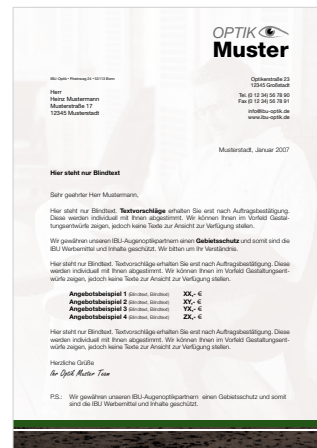 OPTIK
Muster
IBU-Optik • Rheinweg 24 • 53113 Bonn
Optikerstraße 23
12345 Großstadt
Tel. (0 12 34) 56 78 90
Fax (0 12 34) 56 78 91
info@ibu-optik.de
www.ibu-optik.de
Herr
Heinz Mustermann
Musterstraße 17
12345 Musterstadt
Musterstadt, Januar 2007
Hier steht nur Blindtext
Sehr geehrter Herr Mustermann,
Hier steht nur Blindtext. Textvorschläge erhalten Sie erst nach Auftragsbestätigung.
Diese werden individuell mit Ihnen abgestimmt. Wir können Ihnen im Vorfeld Gestal-
tungsentwürfe zeigen, jedoch keine Texte zur Ansicht zur Verfügung stellen.
Wir gewähren unseren IBU-Augenoptikpartnern einen Gebietsschutz und somit sind die
IBU Werbemittel und Inhalte geschützt. Wir bitten um Ihr Verständnis.
Hier steht nur Blindtext. Textvorschläge erhalten Sie erst nach Auftragsbestätigung. Diese
werden individuell mit Ihnen abgestimmt. Wir können Ihnen im Vorfeld Gestaltungsent-
würfe zeigen, jedoch keine Texte zur Ansicht zur Verfügung stellen.
Angebotsbeispiel 1 (Blindtext, Blindtext) XX,- €
Angebotsbeispiel 2 (Blindtext, Blindtext) XY,- €
Angebotsbeispiel 3 (Blindtext, Blindtext) YX,- €
Angebotsbeispiel 4 (Blindtext, Blindtext) ZX,- €
Hier steht nur Blindtext. Textvorschläge erhalten Sie erst nach Auftragsbestätigung. Diese
werden individuell mit Ihnen abgestimmt. Wir können Ihnen im Vorfeld Gestaltungsent-
würfe zeigen, jedoch keine Texte zur Ansicht zur Verfügung stellen.
Herzliche Grüße
Ihr Optik Muster Team
P.S.: Wir gewähren unseren IBU-Augenoptikpartnern einen Gebietsschutz und somit
sind die IBU Werbemittel und Inhalte geschützt.